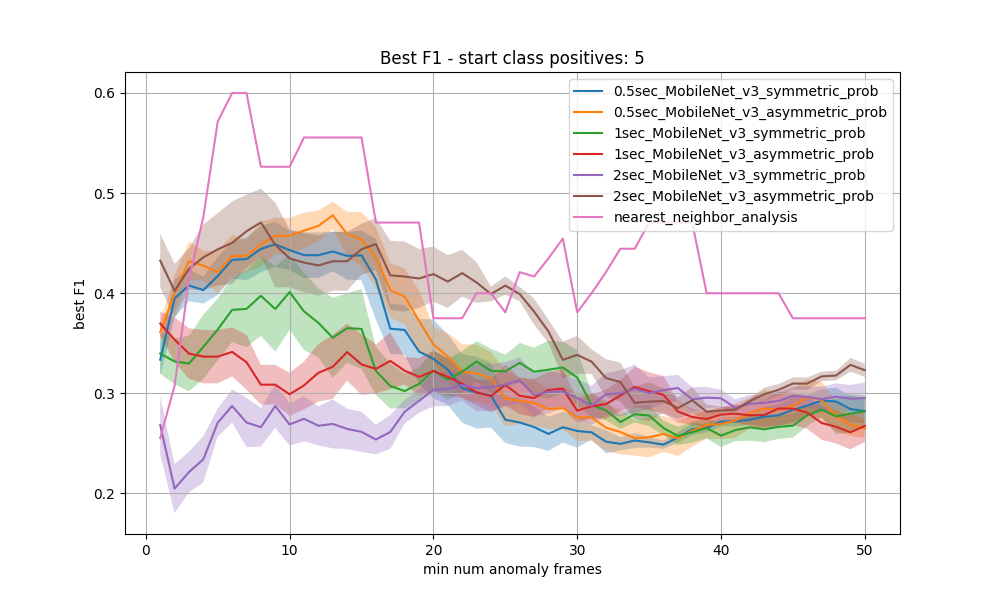 Best F1 - start class positives: 5
0.6
0.5
0.4
0.3
0.2
best F1
0.5sec_MobileNet_v3_symmetric_prob
0.5sec_MobileNet_v3_asymmetric_prob
1sec_MobileNet_v3_symmetric_prob
1sec_MobileNet_v3_asymmetric_prob
2sec_MobileNet_v3_symmetric_prob
2sec_MobileNet_v3_asymmetric_prob
nearest_neighbor_analysis
0 10 20 30 40 50
min num anomaly frames